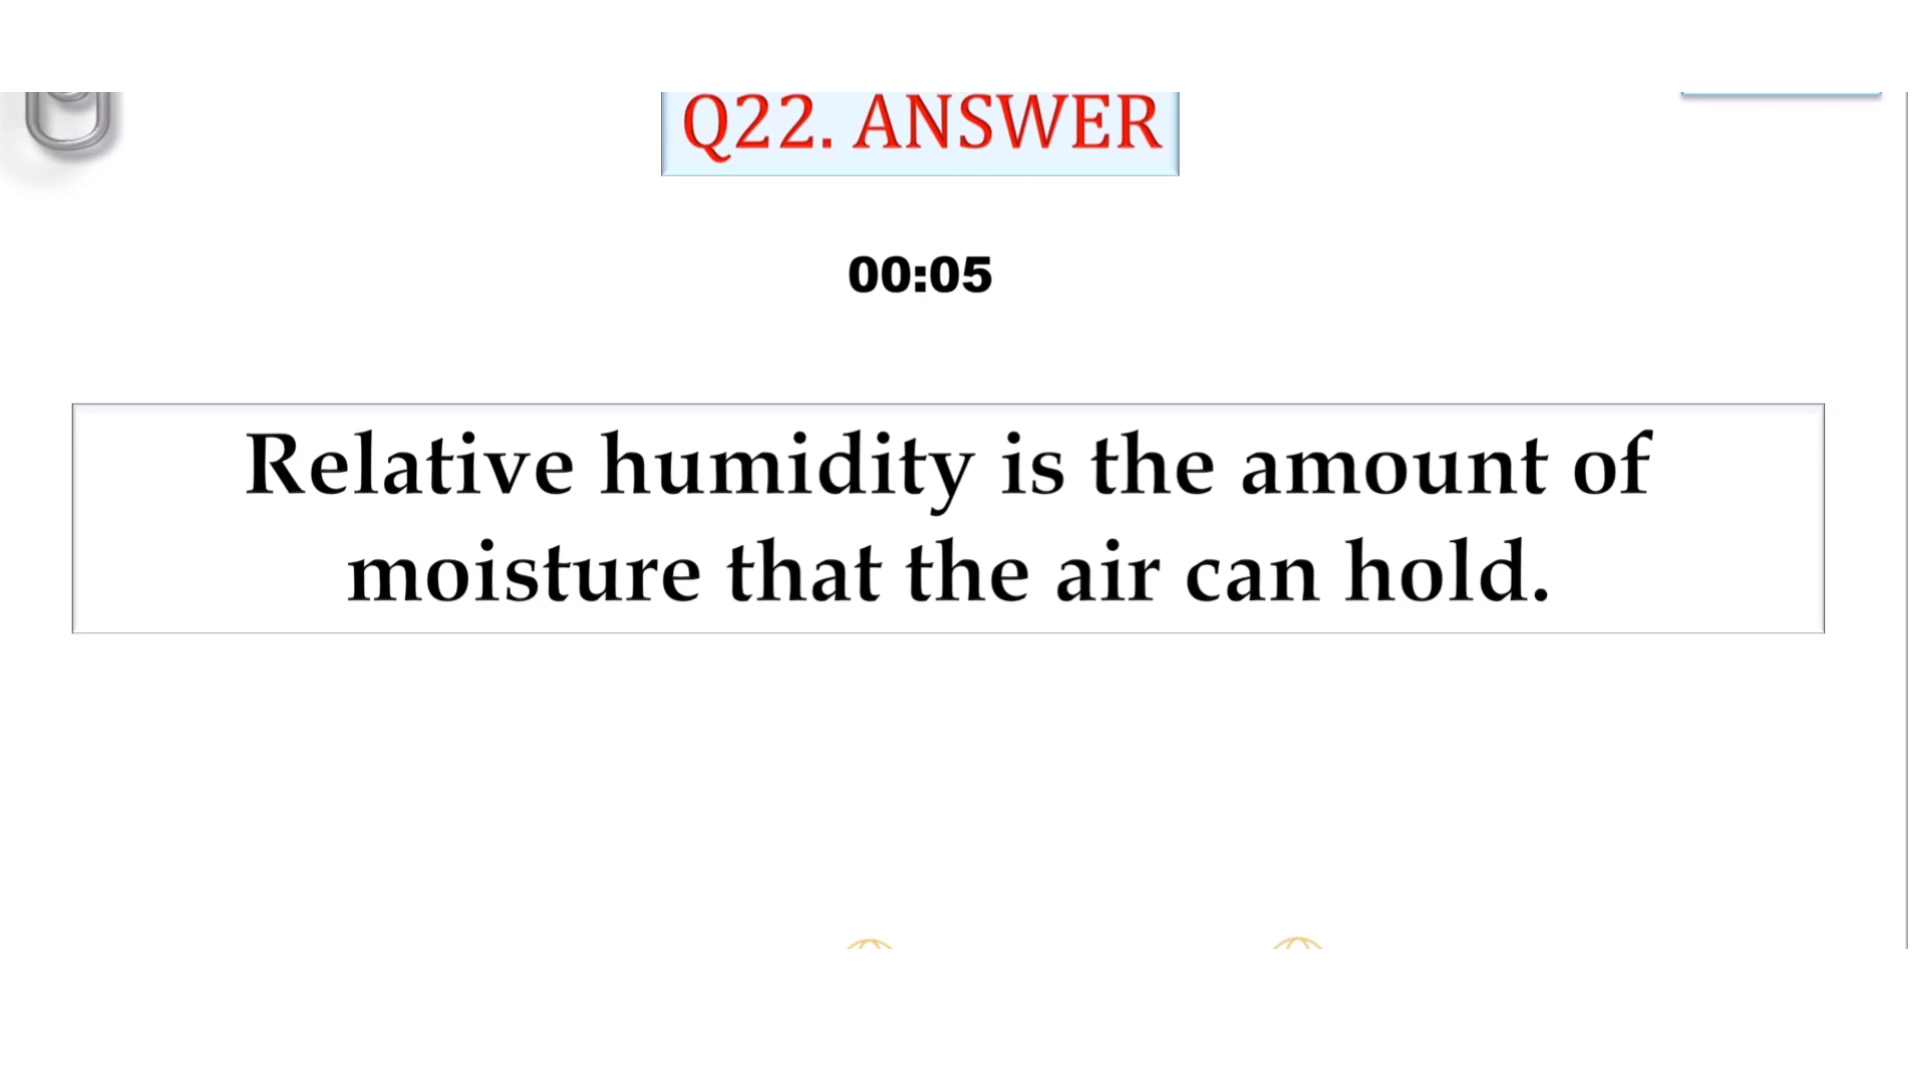 Q22. ANSWER
00:05
Relative humidity is the amount of
moisture that the air can hold.